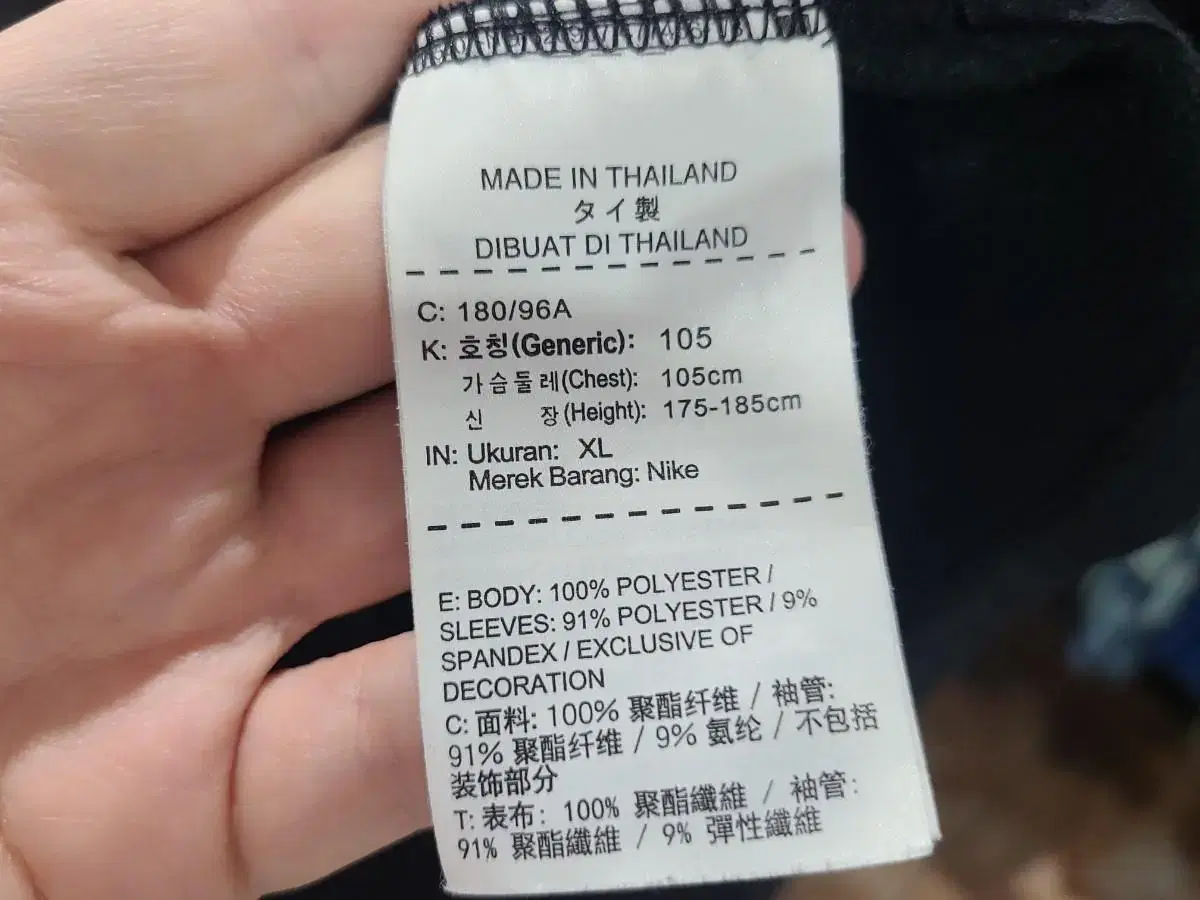 MADE IN THAILAND
タイ製
DIBUAT DI THAILAND
C: 180/96A
K: 호칭(Generic): 105
가슴둘레(Chest): 105cm
신 장(Height): 175-185cm
IN: Ukuran: XL
Merek Barang: Nike
E: BODY: 100% POLYESTER /
SLEEVES: 91% POLYESTER / 9%
SPANDEX / EXCLUSIVE OF
DECORATION
C: 面料: 100% 聚酯纤维 / 袖管:
91% 聚酯纤维 / 9% 氨纶 / 不包括
装饰部分
T: 表布: 100% 聚酯纖維 / 袖管:
91% 聚酯纖維 / 9% 彈性纖維